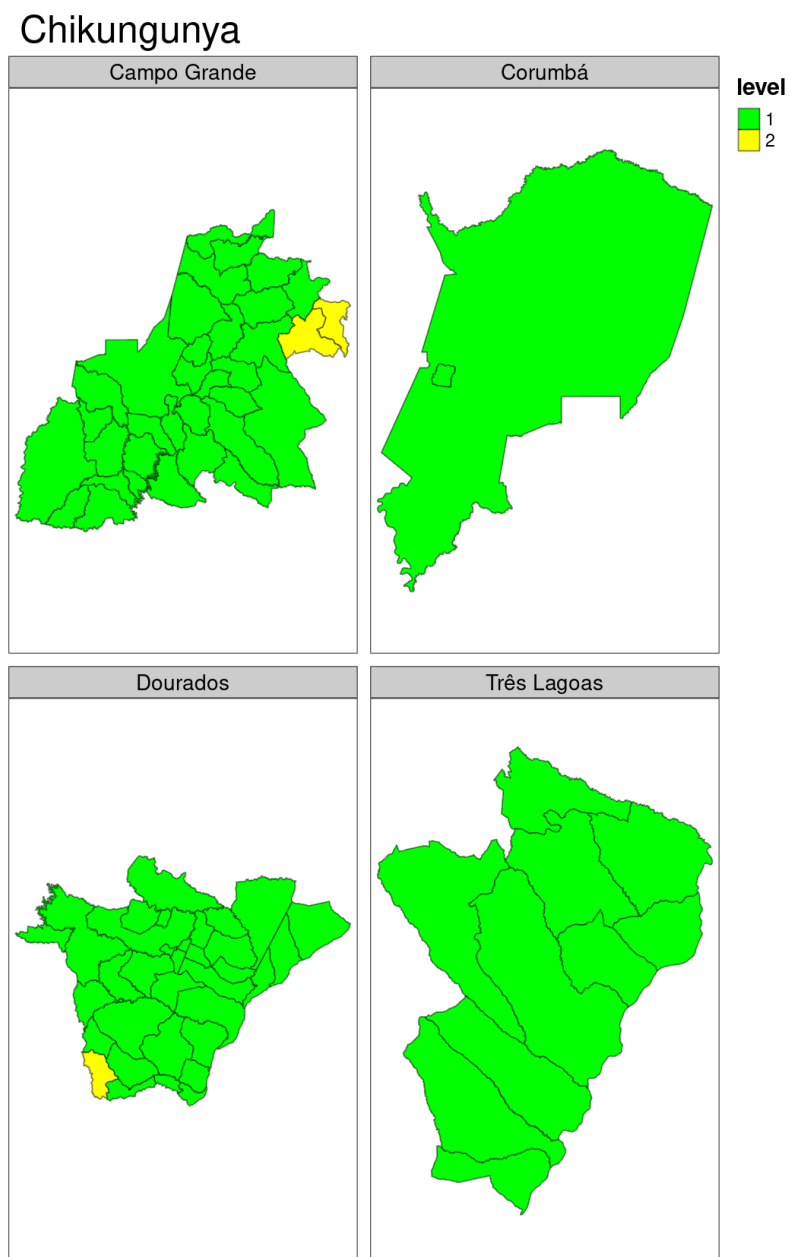 Chikungunya
Campo Grande
Corumbá
level
1
2
Dourados
Três Lagoas